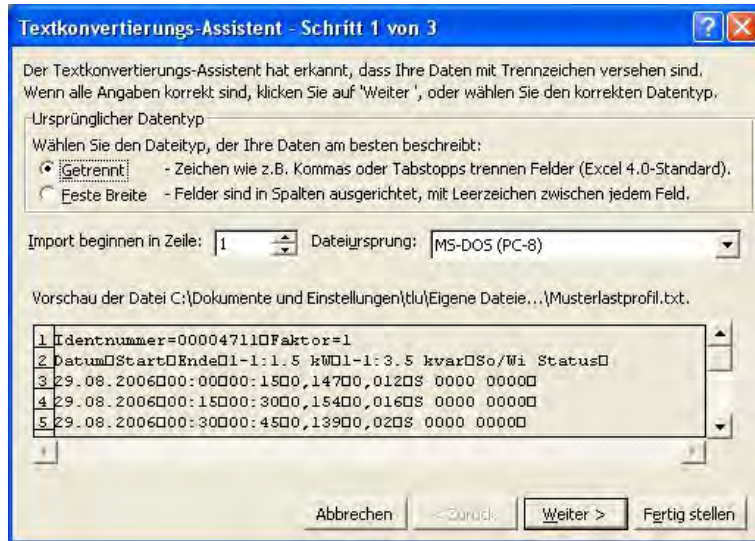 Textkonvertierungs-Assistent - Schritt 1 von 3
Der Textkonvertierungs-Assistent hat erkannt, dass Ihre Daten mit Trennzeichen versehen sind.
Wenn alle Angaben korrekt sind, klicken Sie auf 'Weiter ', oder wählen Sie den korrekten Datentyp.
Ursprünglicher Datentyp
Wählen Sie den Dateityp, der Ihre Daten am besten beschreibt:
Getrennt - Zeichen wie z.B. Kommas oder Tabstopps trennen Felder (Excel 4.0-Standard).
Feste Breite - Felder sind in Spalten ausgerichtet, mit Leerzeichen zwischen jedem Feld.
Import beginnen in Zeile: 1 Dateiursprung: MS-DOS (PC-8)
Vorschau der Datei C:\Dokumente und Einstellungen\tlu\Eigene Dateie...\Musterlastprofil.txt.
1 Identnummer=00004711□Faktor=1
2 Datum□Start□Ende□1-1:1.5 kW□1-1:3.5 kvar□So/Wi Status□
3 29.08.2006□00:00□00:15□0,147□0,012□S 0000 0000□
4 29.08.2006□00:15□00:30□0,154□0,016□S 0000 0000□
5 29.08.2006□00:30□00:45□0,139□0,02□S 0000 0000□
Abbrechen < Zurück Weiter > Fertig stellen